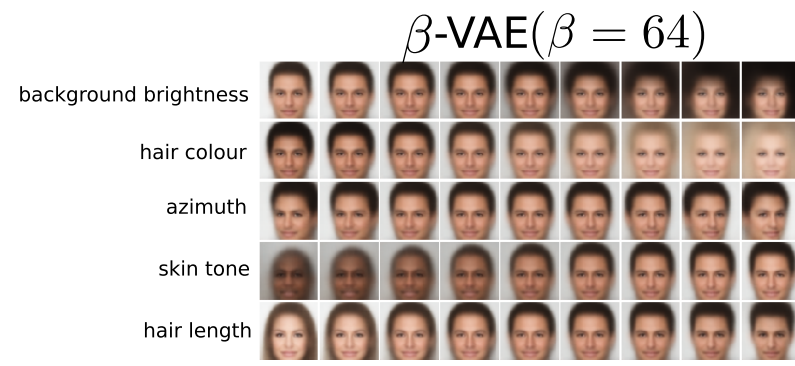 β-VAE(β = 64)
background brightness
hair colour
azimuth
skin tone
hair length